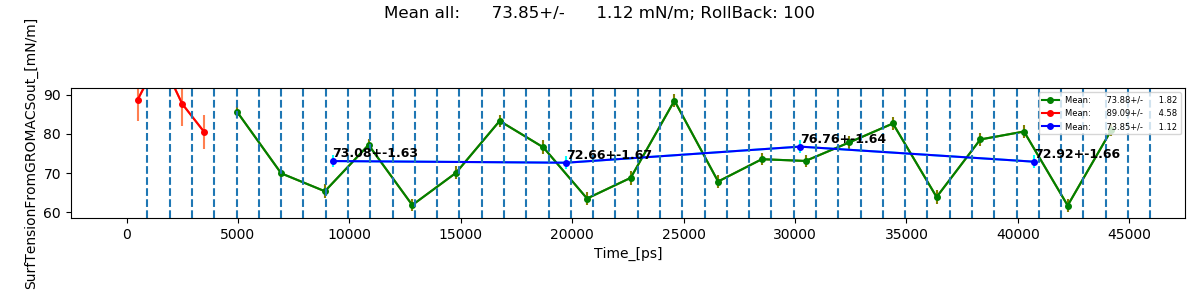 Mean all:      73.85+/-      1.12 mN/m; RollBack: 100
SurfTensionFromGROMACSout_[mN/m]
90
80
70
60
Mean:      73.88+/-      1.82
Mean:      89.09+/-      4.58
Mean:      73.85+/-      1.12
73.08+-1.63
72.66+-1.67
76.76+-1.64
72.92+-1.66
0 5000 10000 15000 20000 25000 30000 35000 40000 45000
Time_[ps]